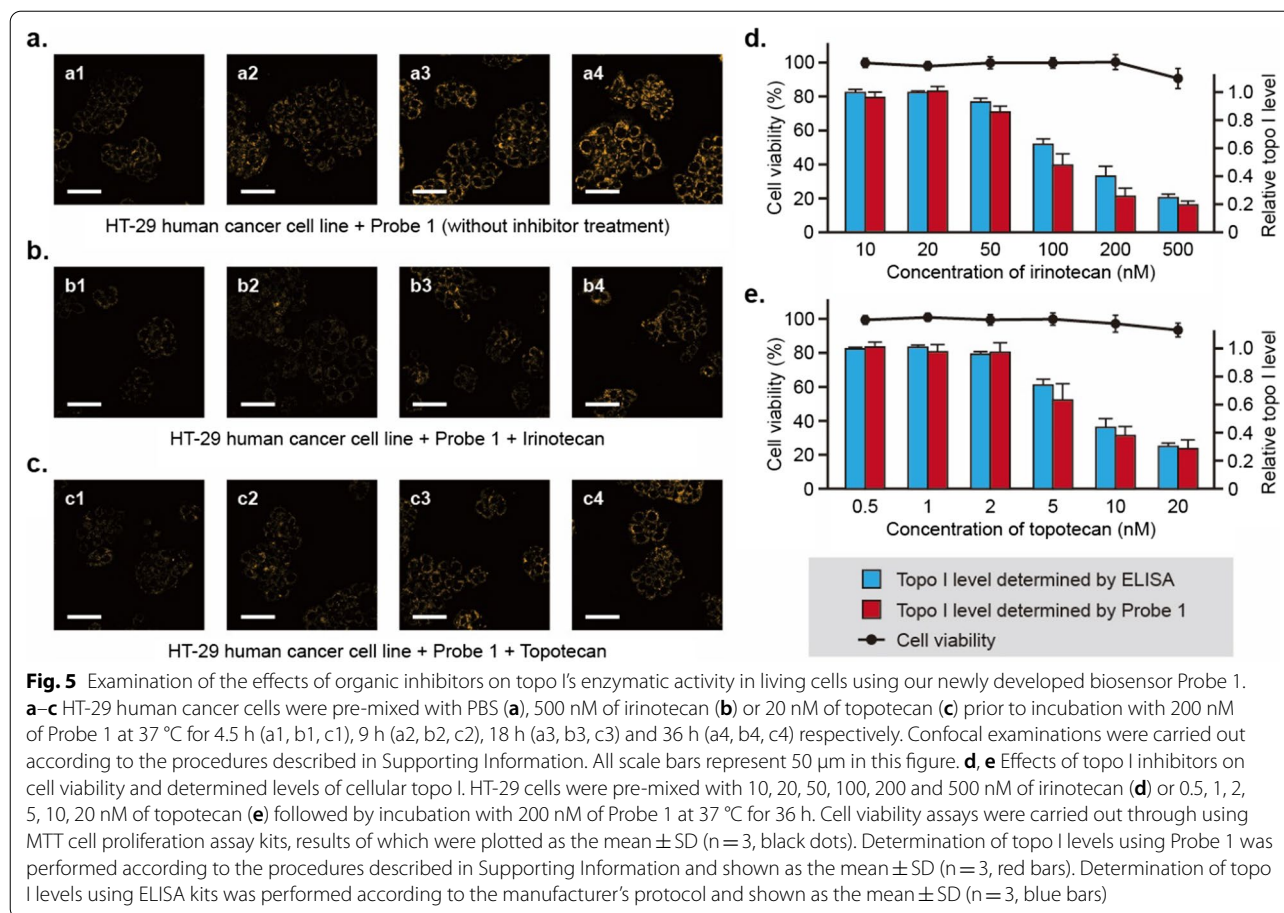 a.
a1
a2
a3
a4
HT-29 human cancer cell line + Probe 1 (without inhibitor treatment)
b.
b1
b2
b3
b4
HT-29 human cancer cell line + Probe 1 + Irinotecan
c.
c1
c2
c3
c4
HT-29 human cancer cell line + Probe 1 + Topotecan
d.
Cell viability (%)
100
80
60
40
20
0
1.0
0.8
0.6
0.4
0.2
0
Relative topo I level
10 20 50 100 200 500
Concentration of irinotecan (nM)
e.
Cell viability (%)
100
80
60
40
20
0
1.0
0.8
0.6
0.4
0.2
0
Relative topo I level
0.5 1 2 5 10 20
Concentration of topotecan (nM)
Topo I level determined by ELISA
Topo I level determined by Probe 1
Cell viability
Fig. 5 Examination of the effects of organic inhibitors on topo I's enzymatic activity in living cells using our newly developed biosensor Probe 1.
a–c HT-29 human cancer cells were pre-mixed with PBS (a), 500 nM of irinotecan (b) or 20 nM of topotecan (c) prior to incubation with 200 nM
of Probe 1 at 37 °C for 4.5 h (a1, b1, c1), 9 h (a2, b2, c2), 18 h (a3, b3, c3) and 36 h (a4, b4, c4) respectively. Confocal examinations were carried out
according to the procedures described in Supporting Information. All scale bars represent 50 μm in this figure. d, e Effects of topo I inhibitors on
cell viability and determined levels of cellular topo I. HT-29 cells were pre-mixed with 10, 20, 50, 100, 200 and 500 nM of irinotecan (d) or 0.5, 1, 2,
5, 10, 20 nM of topotecan (e) followed by incubation with 200 nM of Probe 1 at 37 °C for 36 h. Cell viability assays were carried out through using
MTT cell proliferation assay kits, results of which were plotted as the mean ± SD (n = 3, black dots). Determination of topo I levels using Probe 1 was
performed according to the procedures described in Supporting Information and shown as the mean ± SD (n = 3, red bars). Determination of topo
I levels using ELISA kits was performed according to the manufacturer's protocol and shown as the mean ± SD (n = 3, blue bars)